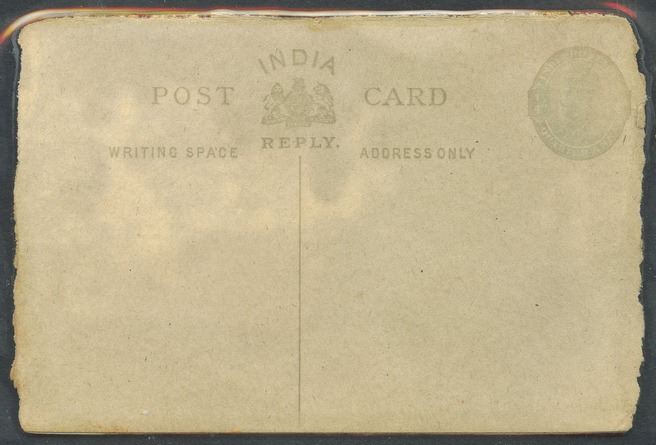 INDIA
POST CARD
REPLY.
WRITING SPACE ADDRESS ONLY